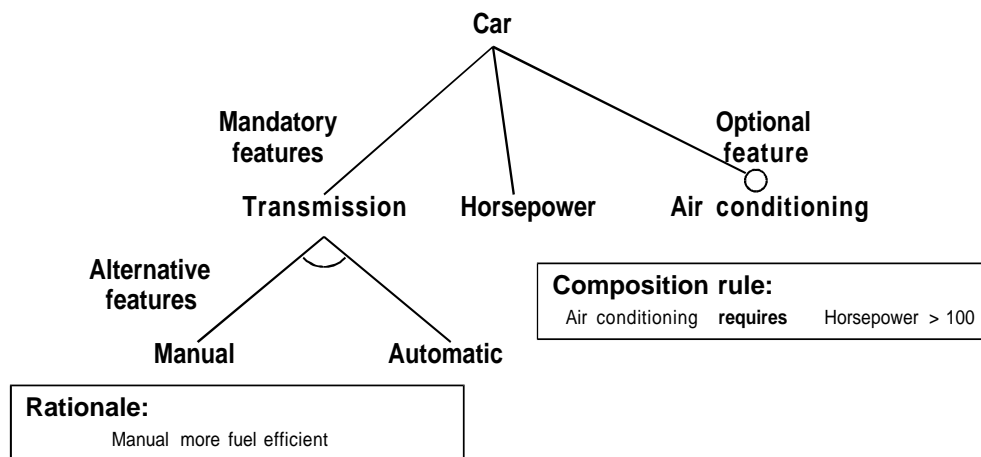 Car
Mandatory
features
Optional
feature
Transmission
Horsepower
Air conditioning
Alternative
features
Composition rule:
Air conditioning requires Horsepower > 100
Manual
Automatic
Rationale:
Manual more fuel efficient